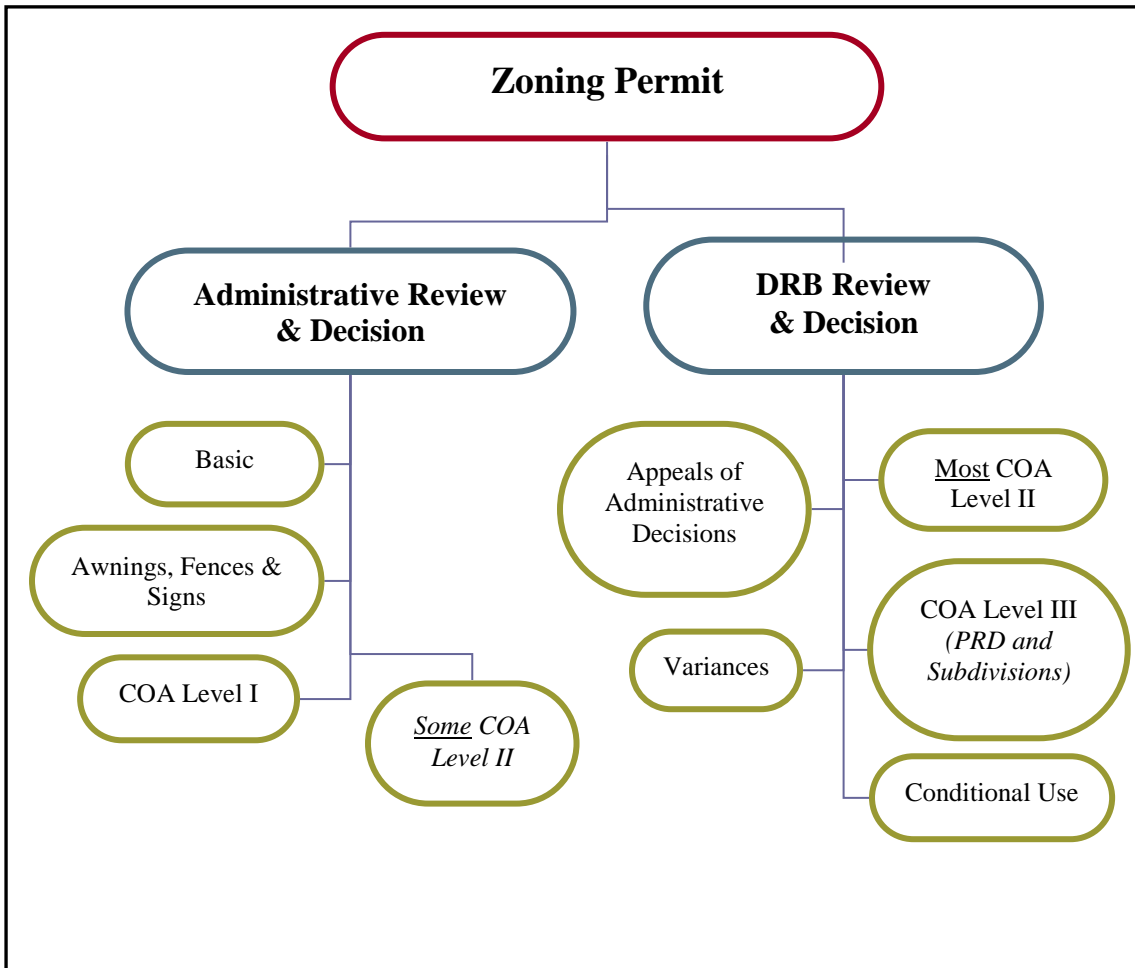 Zoning Permit
Administrative Review
& Decision
DRB Review
& Decision
Basic
Awnings, Fences &
Signs
COA Level I
Some COA
Level II
Appeals of
Administrative
Decisions
Variances
Most COA
Level II
COA Level III
(PRD and
Subdivisions)
Conditional Use